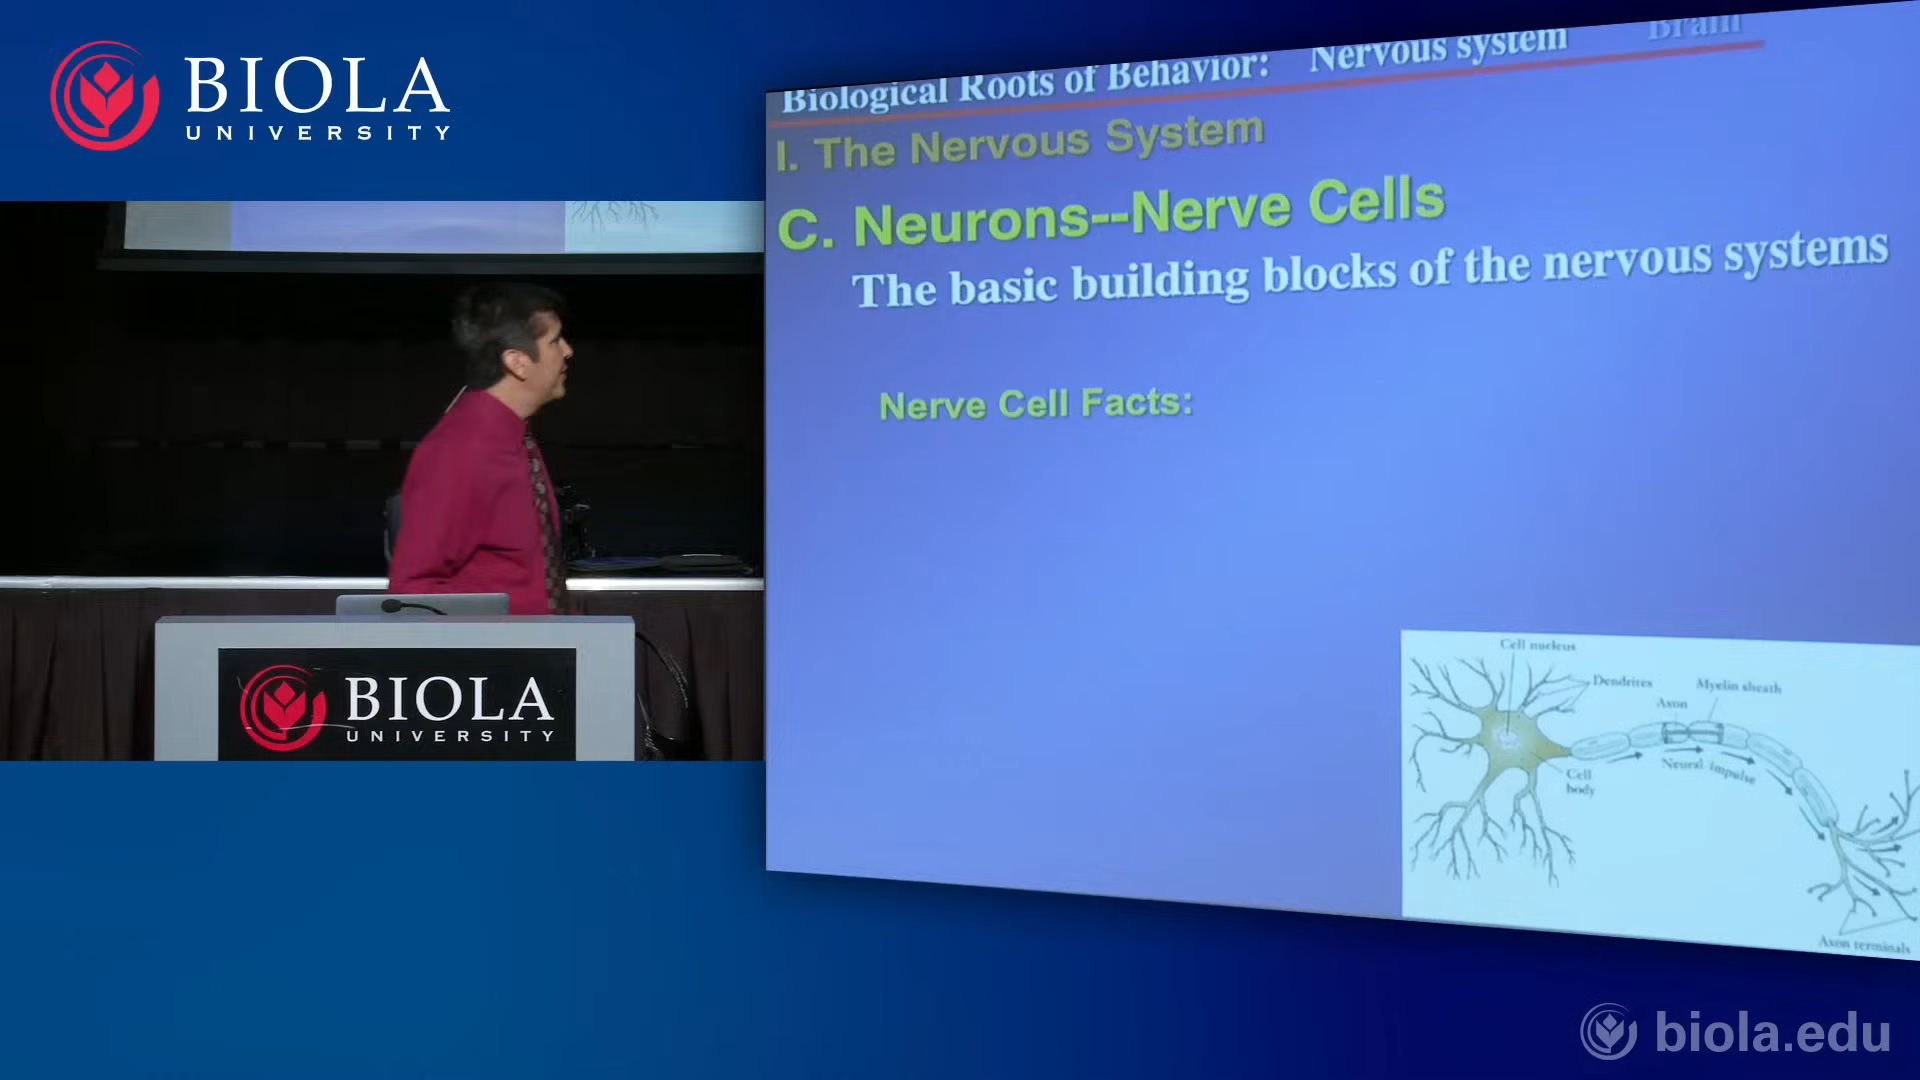 BIOLA
UNIVERSITY
Biological Roots of Behavior: Nervous system Brain
I. The Nervous System
C. Neurons--Nerve Cells
The basic building blocks of the nervous systems
Nerve Cell Facts:
Cell nucleus
Dendrites
Myelin sheath
Axon
Neural impulse
Cell
body
Axon terminals
BIOLA
UNIVERSITY
biola.edu